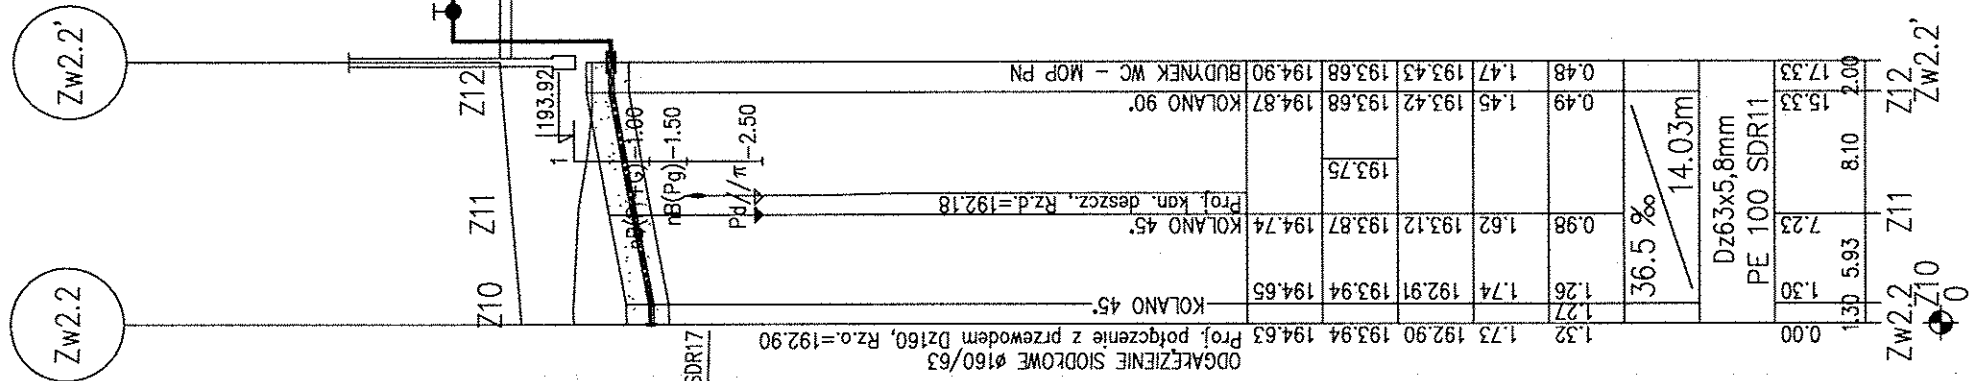 Zw2.2'
Zw2.2
Z12
Z11
Z10
193.92
1
-1.00
nB(Pg)
-1.50
Pd//π
-2.50
SDR17
BUDYNEK WC - MOP PN
KOLANO 90°
Proj. kan. deszcz., Rz.d.=192.18
KOLANO 45°
KOLANO 45°
Proj. połączenie z przewodem Dz160, Rz.o.=192.90
ODGAŁĘZIENIE SIODŁOWE ø160/63
194.90 193.68 193.43 1.47 0.48
194.87 193.68 193.42 1.45 0.49
193.75
194.74 193.87 193.12 1.62 0.98
194.65 193.94 192.91 1.74 1.26
1.27
194.63 193.94 192.90 1.73 1.32
36.5 ‰
14.03m
Dz63x5,8mm
PE 100 SDR11
17.33
15.33
7.23
1.30
0.00
2.00
8.10
5.93
1.30
Zw2.2'
Z12
Z11
Z10
Zw2.2
0